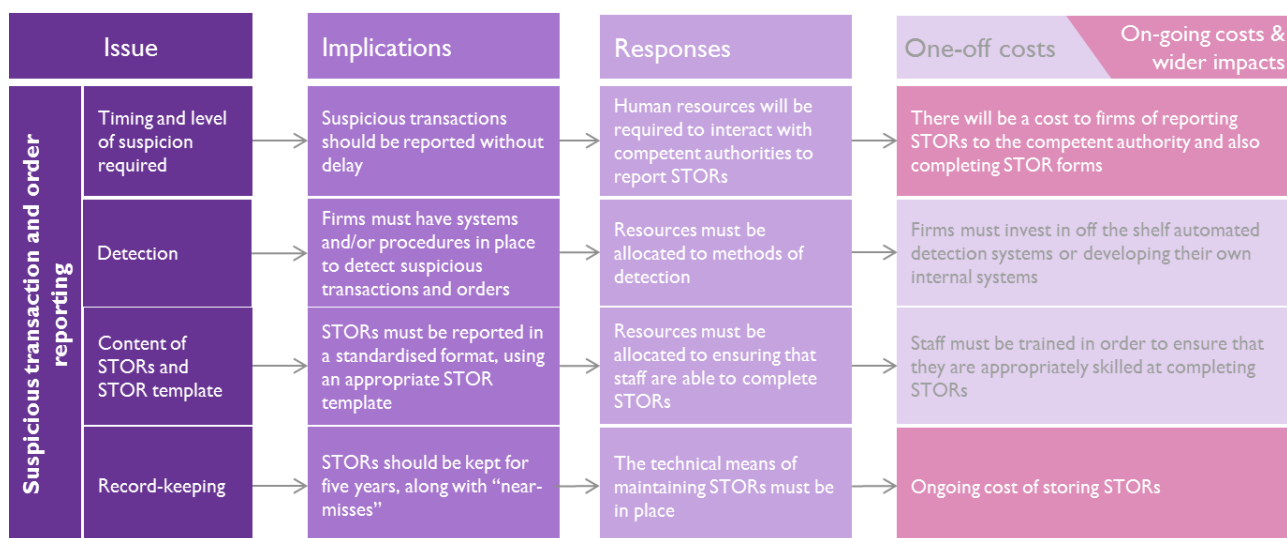 Issue
Implications
Responses
One-off costs
On-going costs &
wider impacts
Suspicious transaction and order
reporting
Timing and level
of suspicion
required
Suspicious transactions
should be reported without
delay
Human resources will be
required to interact with
competent authorities to
report STORs
There will be a cost to firms of reporting
STORs to the competent authority and also
completing STOR forms
Detection
Firms must have systems
and/or procedures in place
to detect suspicious
transactions and orders
Resources must be
allocated to methods of
detection
Firms must invest in off the shelf automated
detection systems or developing their own
internal systems
Content of
STORs and
STOR template
STORs must be reported in
a standardised format, using
an appropriate STOR
template
Resources must be
allocated to ensuring that
staff are able to complete
STORs
Staff must be trained in order to ensure that
they are appropriately skilled at completing
STORs
Record-keeping
STORs should be kept for
five years, along with “near-
misses”
The technical means of
maintaining STORs must be
in place
Ongoing cost of storing STORs